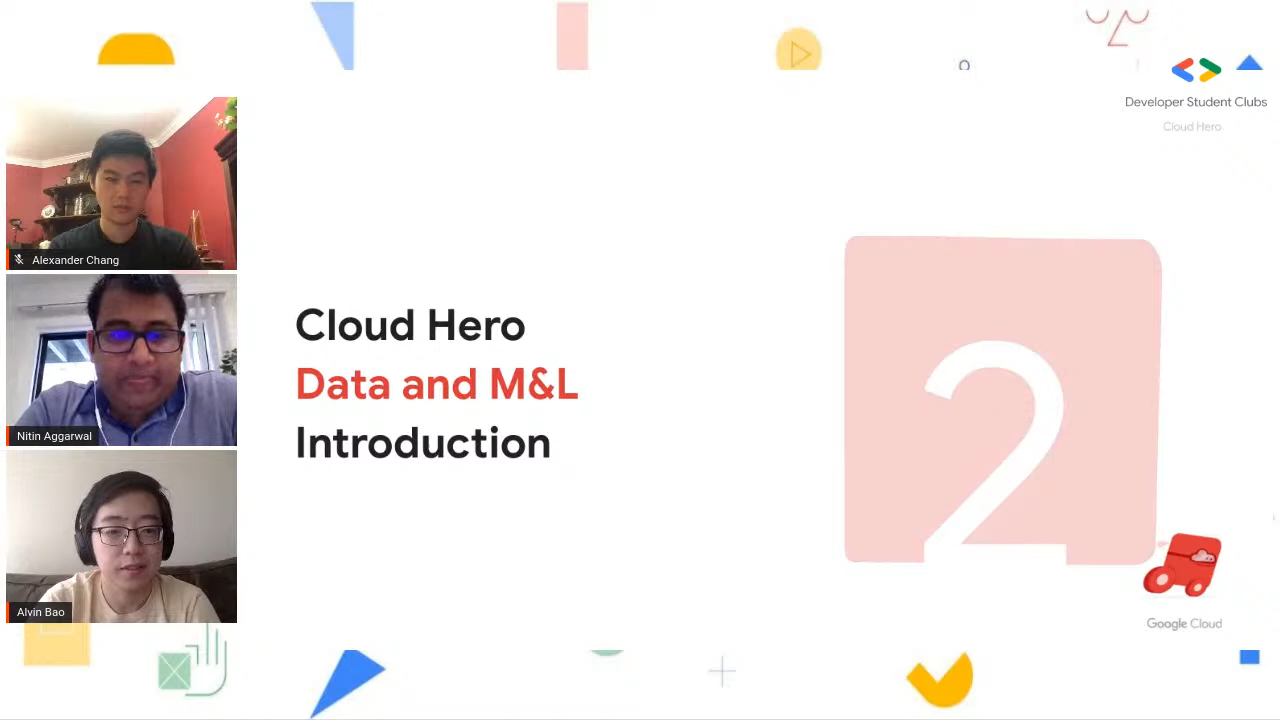 Developer Student Clubs
Cloud Hero
Alexander Chang
Nitin Aggarwal
Alvin Bao
Cloud Hero
Data and M&L
Introduction
2
Google Cloud